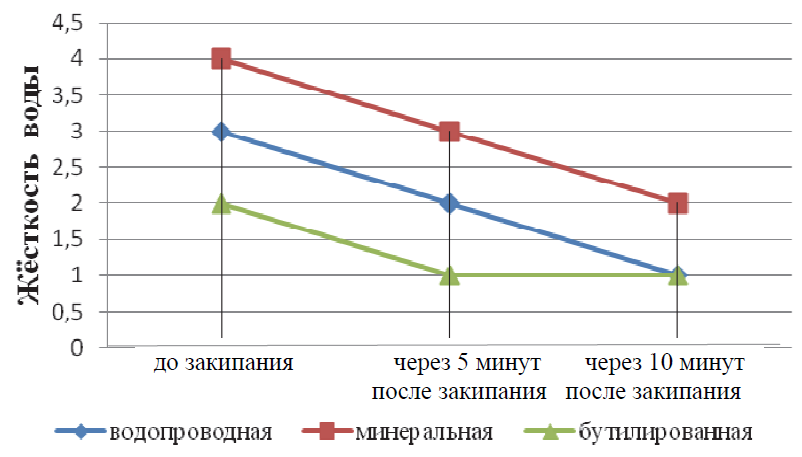 4,5
4
3,5
3
2,5
2
1,5
1
0,5
0
Жёсткость воды
до закипания
через 5 минут
после закипания
через 10 минут
после закипания
водопроводная
минеральная
бутилированная